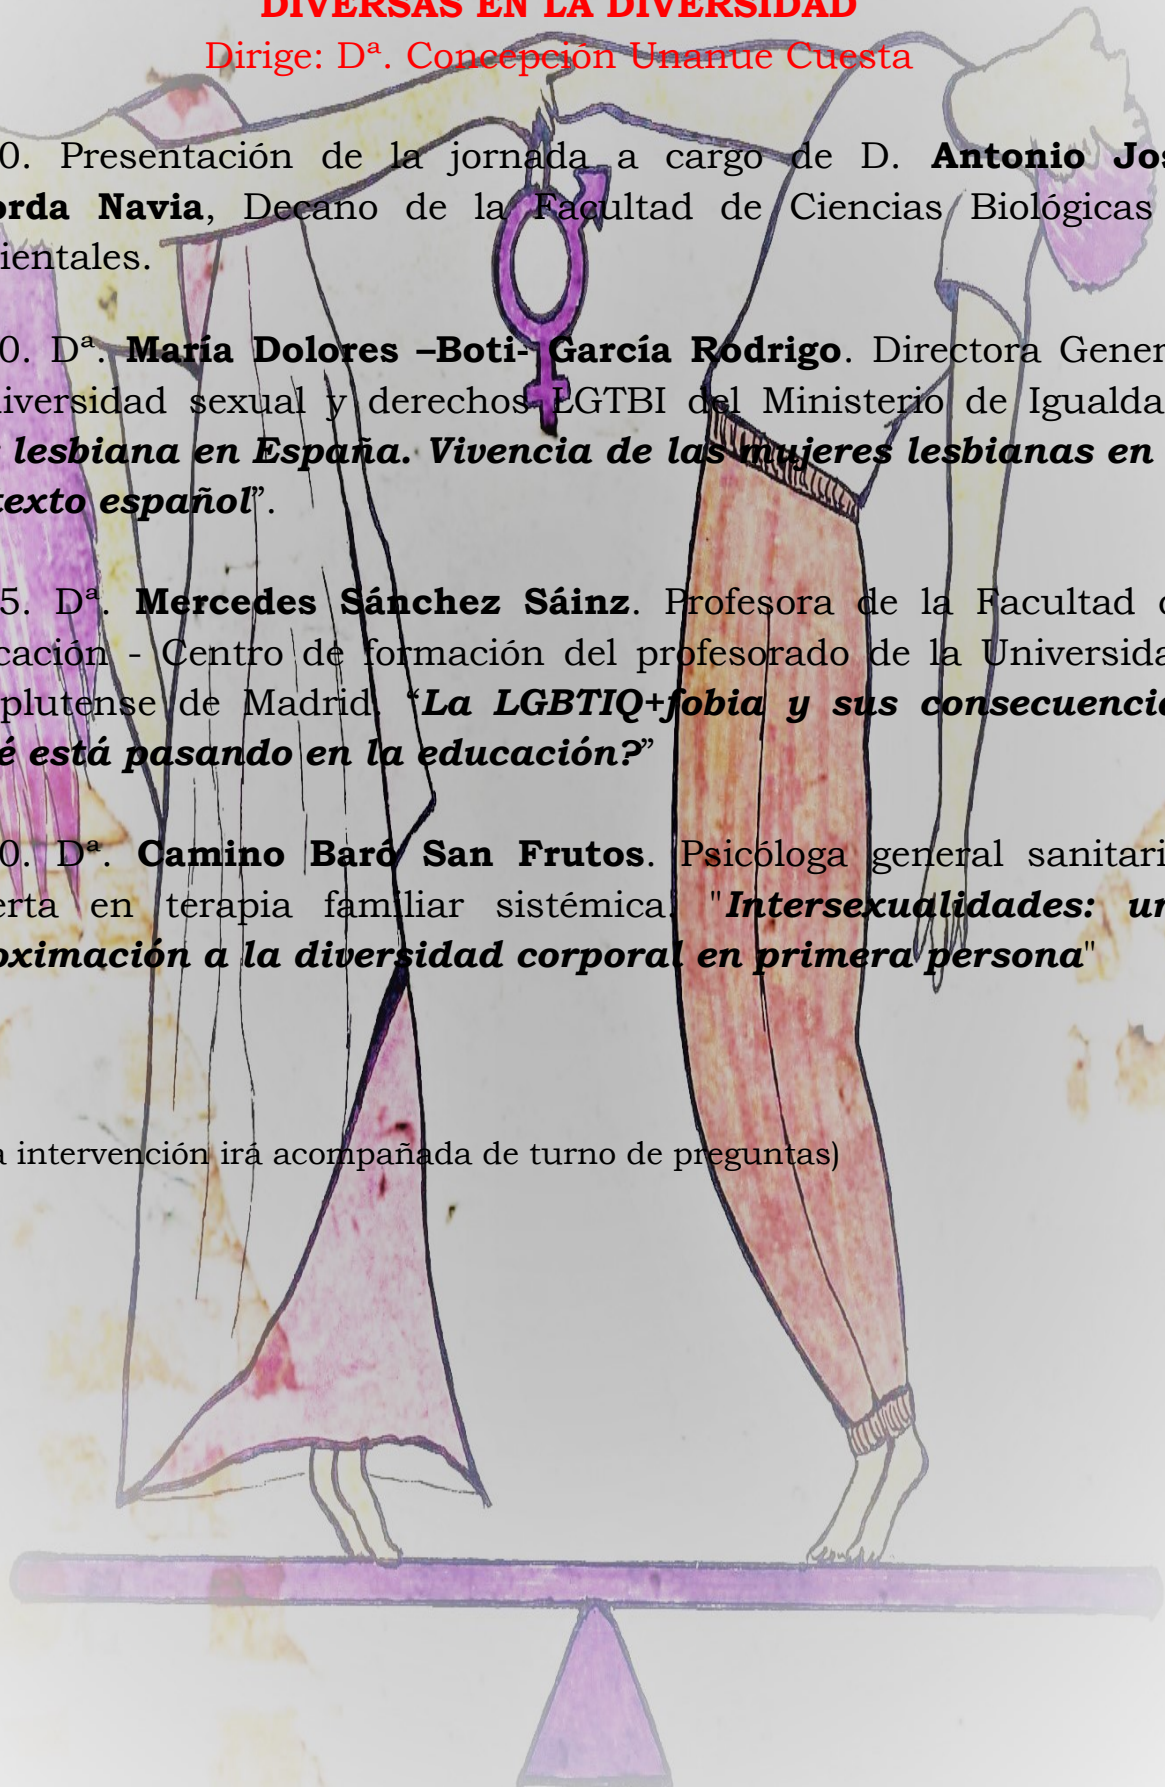 DIVERSAS EN LA DIVERSIDAD
Dirige: Dª. Concepción Unanue Cuesta
0. Presentación de la jornada a cargo de D. Antonio Jos
orda Navia, Decano de la Facultad de Ciencias Biológicas
ientales.
0. Dª. María Dolores –Boti- García Rodrigo. Directora Gener
iversidad sexual y derechos LGTBI del Ministerio de Igualda
lesbiana en España. Vivencia de las mujeres lesbianas en
texto español”.
5. Dª. Mercedes Sánchez Sáinz. Profesora de la Facultad
cación - Centro de formación del profesorado de la Universida
plutense de Madrid. “La LGBTIQ+fobia y sus consecuencia
é está pasando en la educación?”
0. Dª. Camino Baró San Frutos. Psicóloga general sanitari
erta en terapia familiar sistémica. "Intersexualidades: un
oximación a la diversidad corporal en primera persona"
a intervención irá acompañada de turno de preguntas)